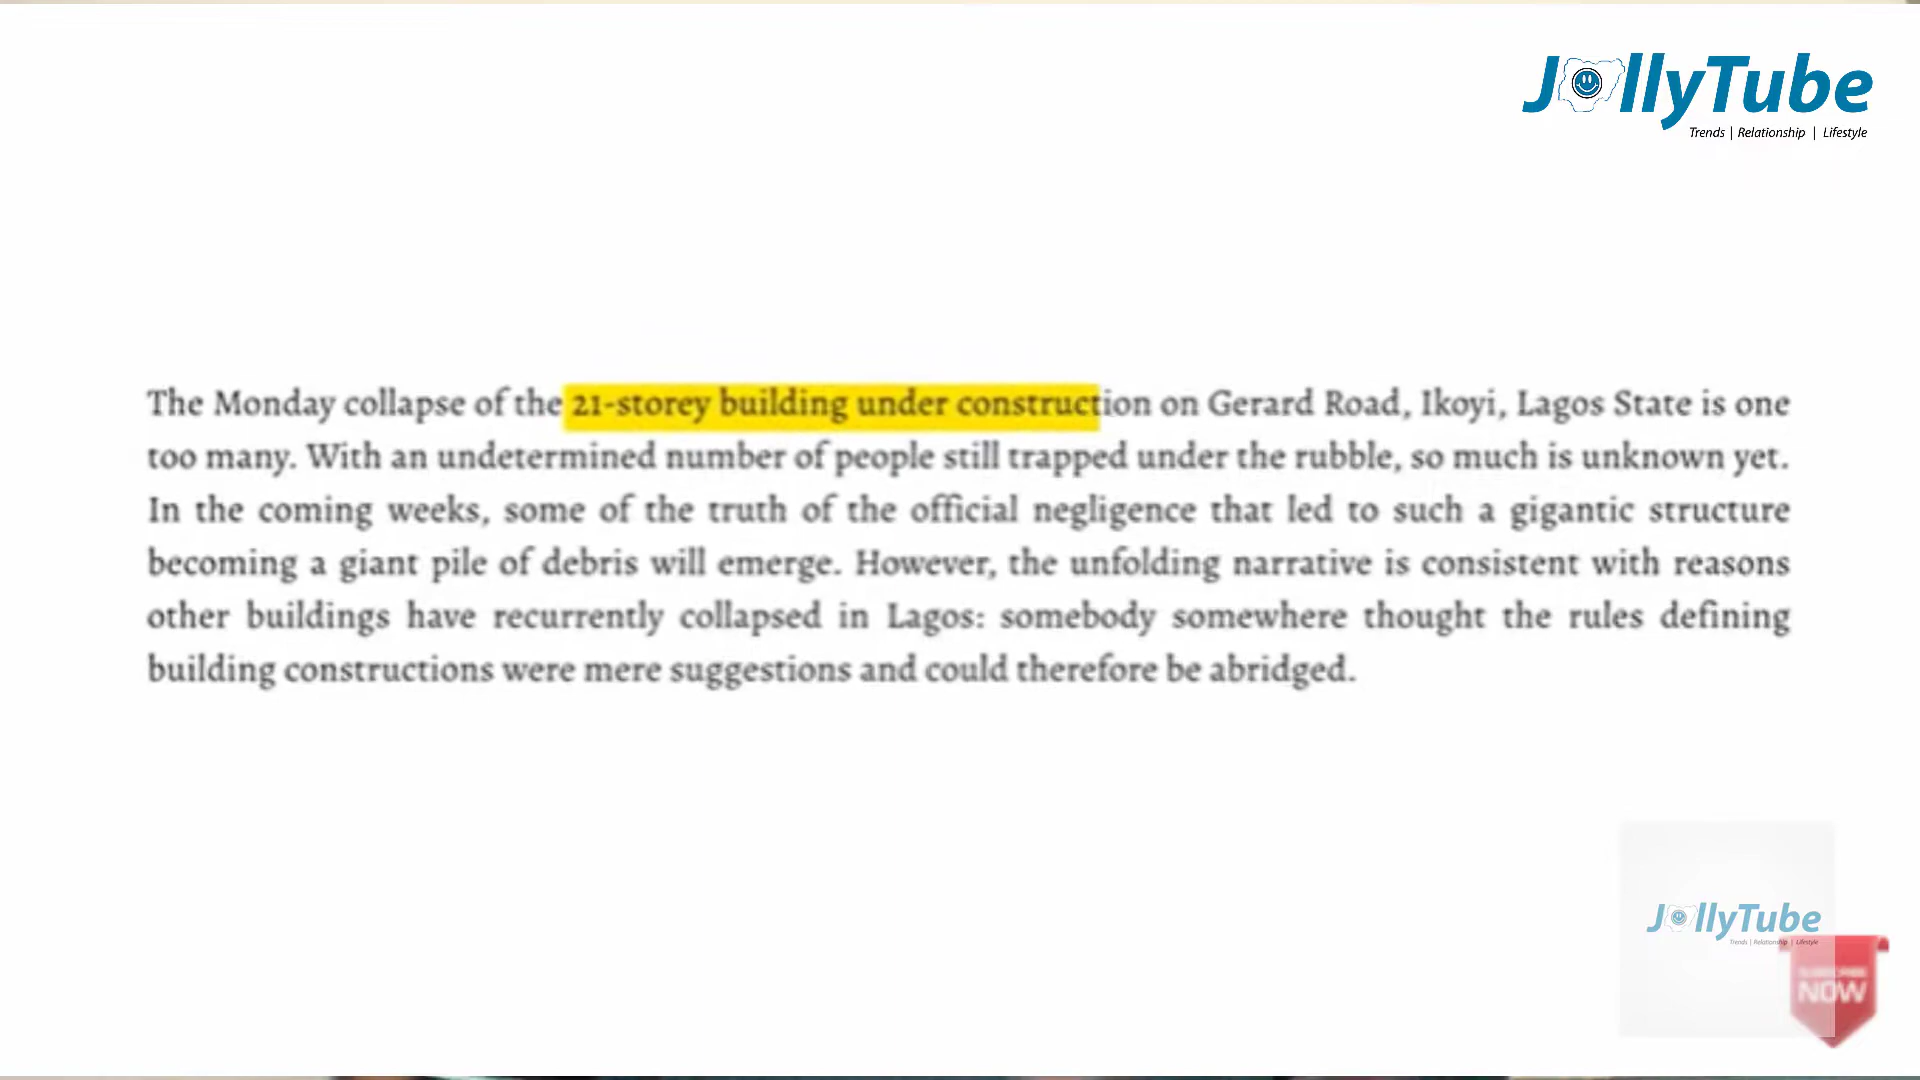 JollyTube
Trends | Relationship | Lifestyle
The Monday collapse of the 21-storey building under construction on Gerard Road, Ikoyi, Lagos State is one
too many. With an undetermined number of people still trapped under the rubble, so much is unknown yet.
In the coming weeks, some of the truth of the official negligence that led to such a gigantic structure
becoming a giant pile of debris will emerge. However, the unfolding narrative is consistent with reasons
other buildings have recurrently collapsed in Lagos: somebody somewhere thought the rules defining
building constructions were mere suggestions and could therefore be abridged.
JollyTube
Trends | Relationship | Lifestyle
SUBSCRIBE
NOW